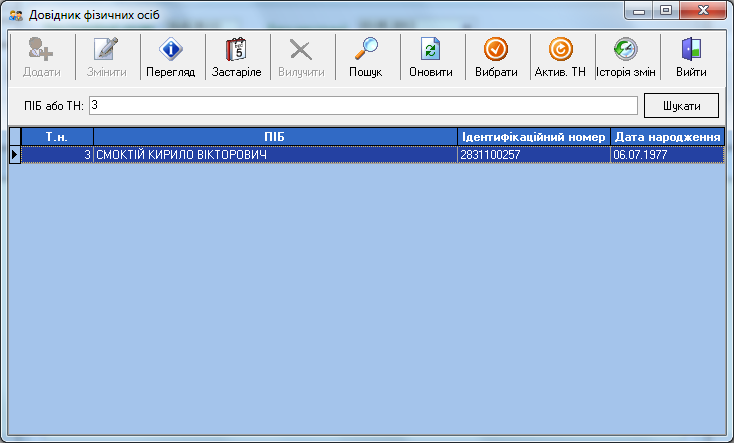 Довідник фізичних осіб
Додати Змінити Перегляд Застаріле Вилучити Пошук Оновити Вибрати Актив. ТН Історія змін Вийти
ПІБ або ТН: 3 Шукати
Т.н. ПІБ Ідентифікаційний номер Дата народження
3 СМОКТІЙ КИРИЛО ВІКТОРОВИЧ 2831100257 06.07.1977